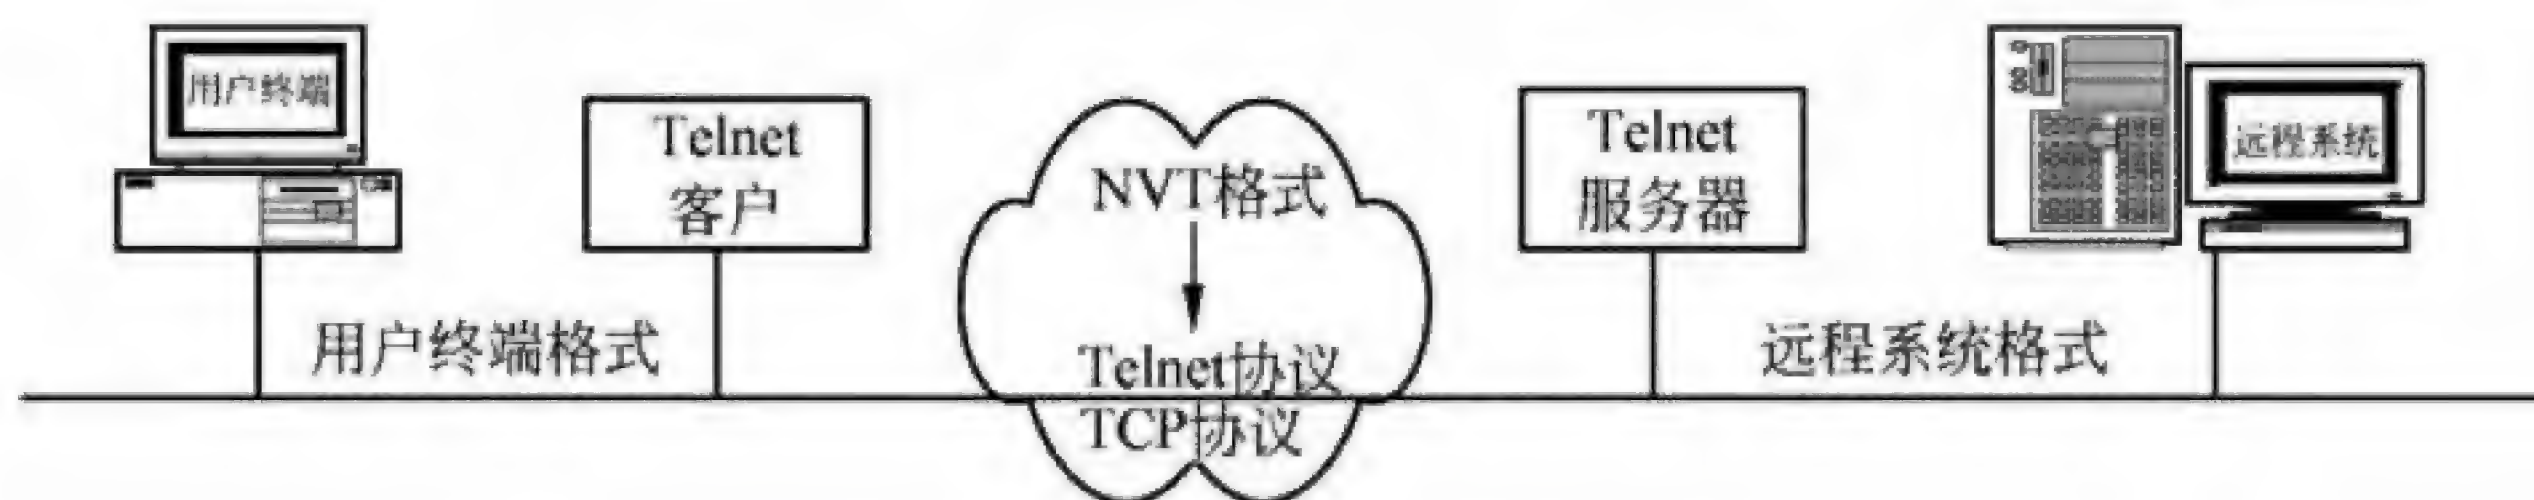 用户终端
Telnet
客户
NVT格式
Telnet协议
TCP协议
Telnet
服务器
远程系统
用户终端格式
远程系统格式